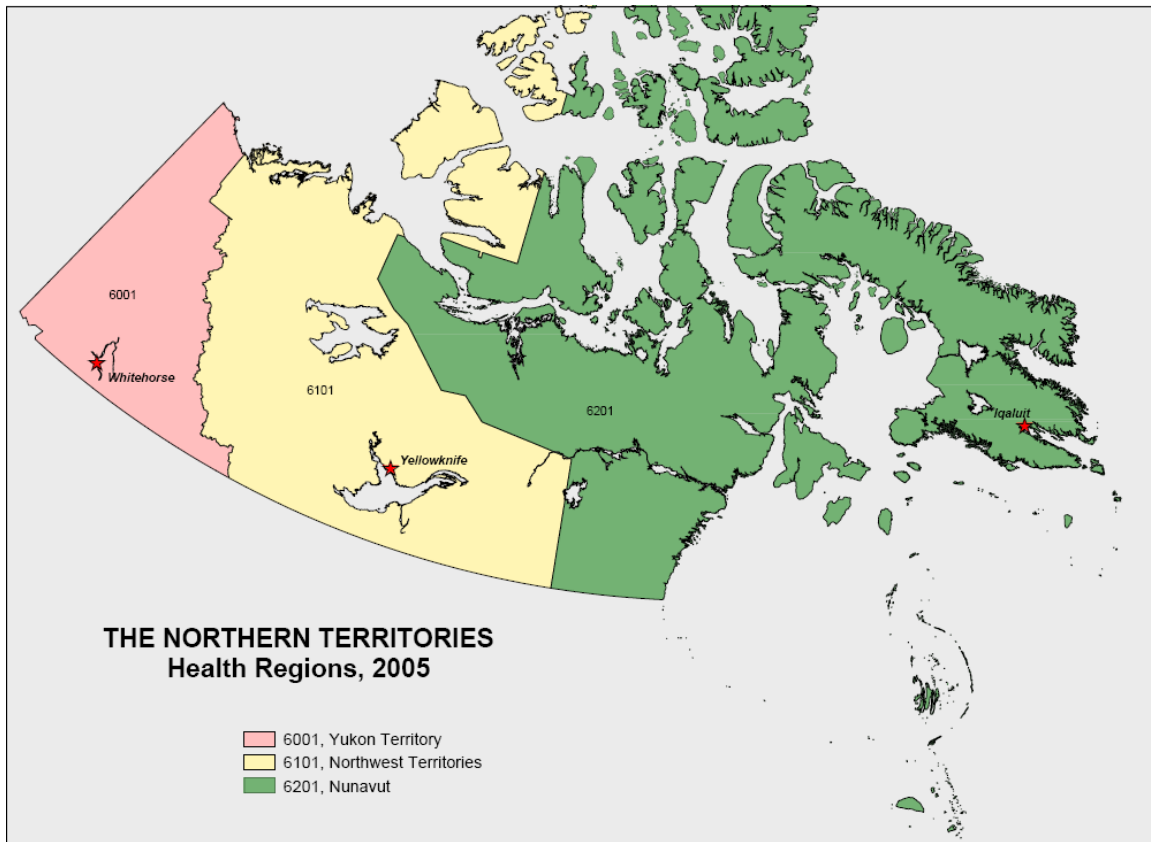 6001
Whitehorse
6101
Yellowknife
6201
Iqaluit
THE NORTHERN TERRITORIES
Health Regions, 2005
6001, Yukon Territory
6101, Northwest Territories
6201, Nunavut